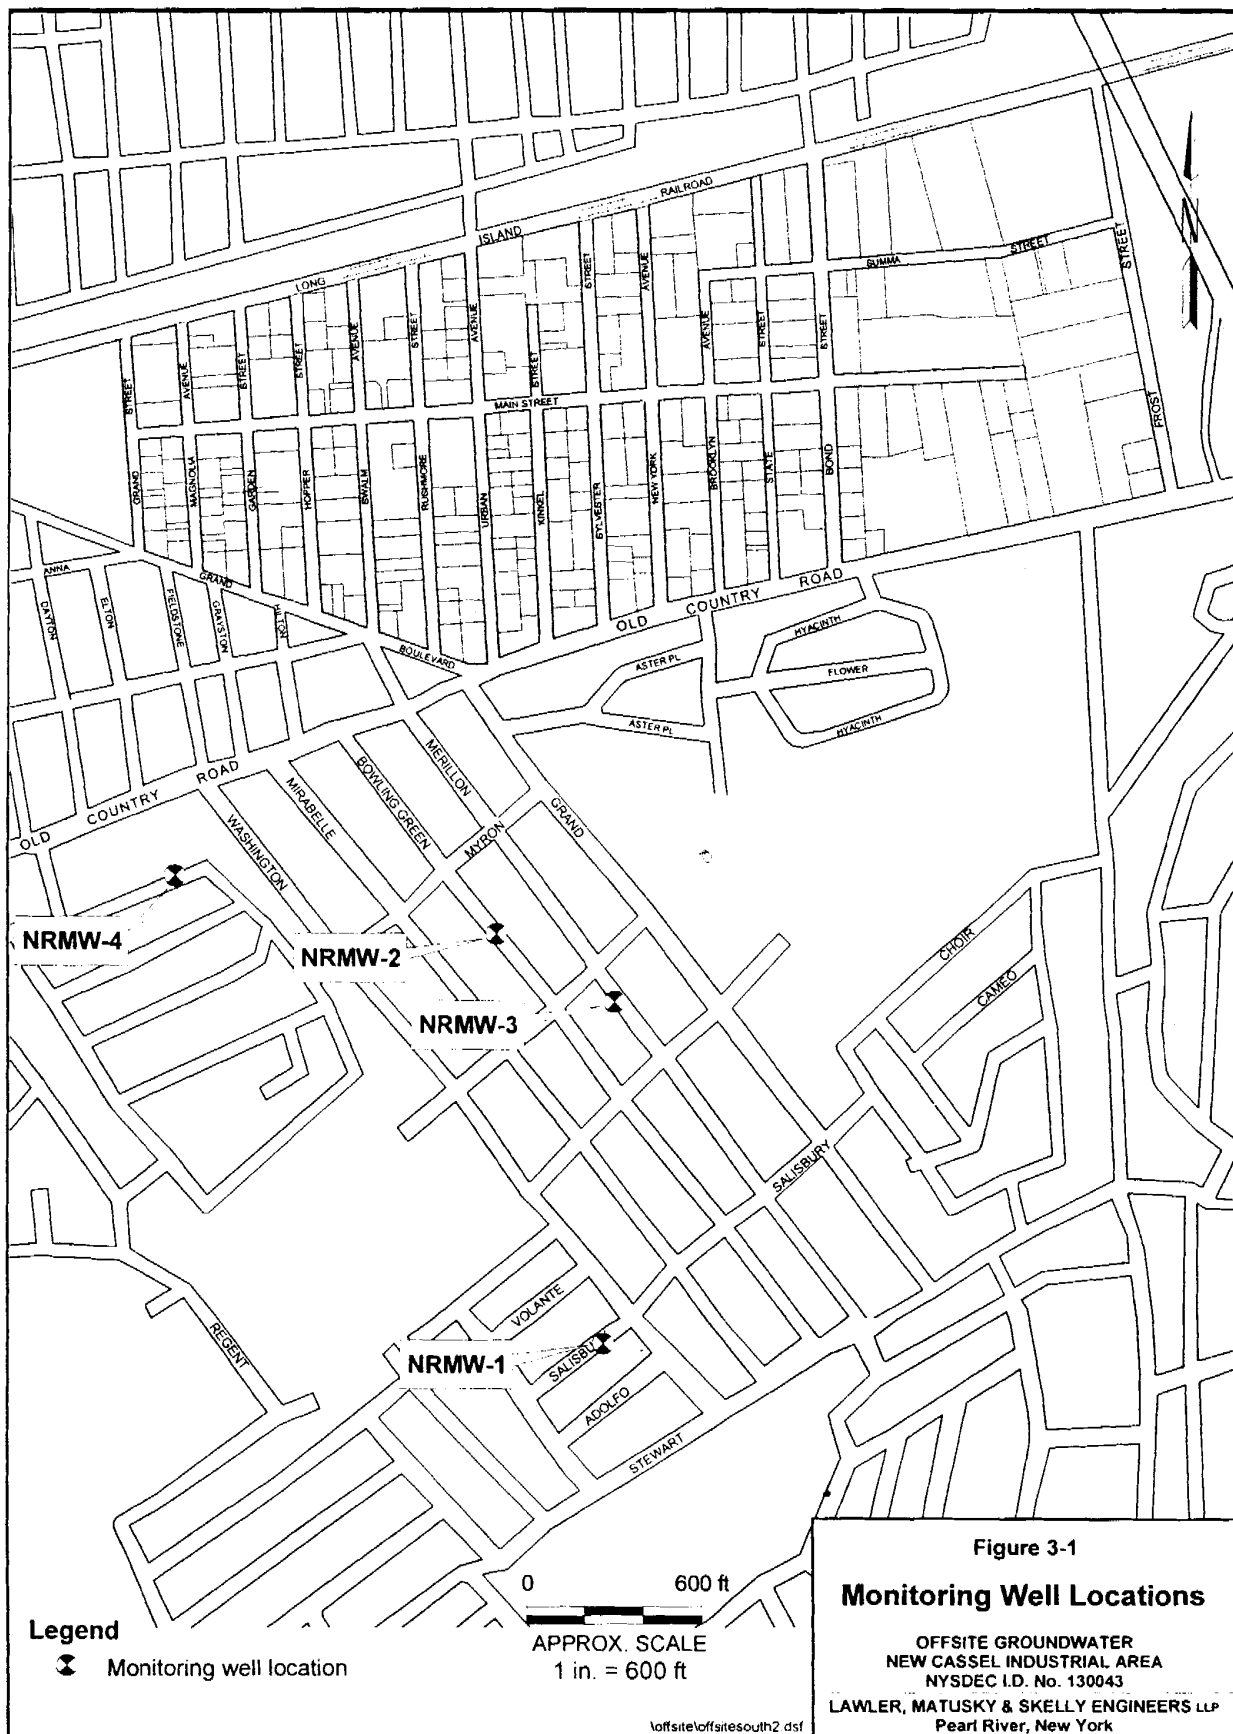 RAILROAD
ISLAND
LONG
SUMMA
STREET
STREET
FROST
STREET
AVENUE
STREET
STREET
AVENUE
STREET
AVENUE
STREET
STREET
AVENUE
AVENUE
STREET
STREET
MAIN STREET
GRAND
MAGNOLIA
GARDEN
HOPPER
SWALM
RUSHMORE
URBAN
KINKEL
SYLVESTER
NEW YORK
BROOKLYN
STATE
BOND
ANNA
GRAND
BOULEVARD
DAYTON
ELTON
FIELDSTONE
GRAYSTON
HILTON
OLD COUNTRY ROAD
HYACINTH
ASTER PL
FLOWER
ASTER PL
HYACINTH
OLD COUNTRY ROAD
WASHINGTON
MIRABELLE
BOWLING GREEN
MERILLON
MYRON
GRAND
NRMW-4
NRMW-2
NRMW-3
CHOIR
CAMEO
SALISBURY
VOLANTE
REGENT
NRMW-1
SALISBU
ADOLFO
STEWART
N
0 600 ft
APPROX. SCALE
1 in. = 600 ft
Legend
Monitoring well location
Figure 3-1
Monitoring Well Locations
OFFSITE GROUNDWATER
NEW CASSEL INDUSTRIAL AREA
NYSDEC I.D. No. 130043
LAWLER, MATUSKY & SKELLY ENGINEERS LLP
Pearl River, New York
\offsite\offsitesouth2.dsf